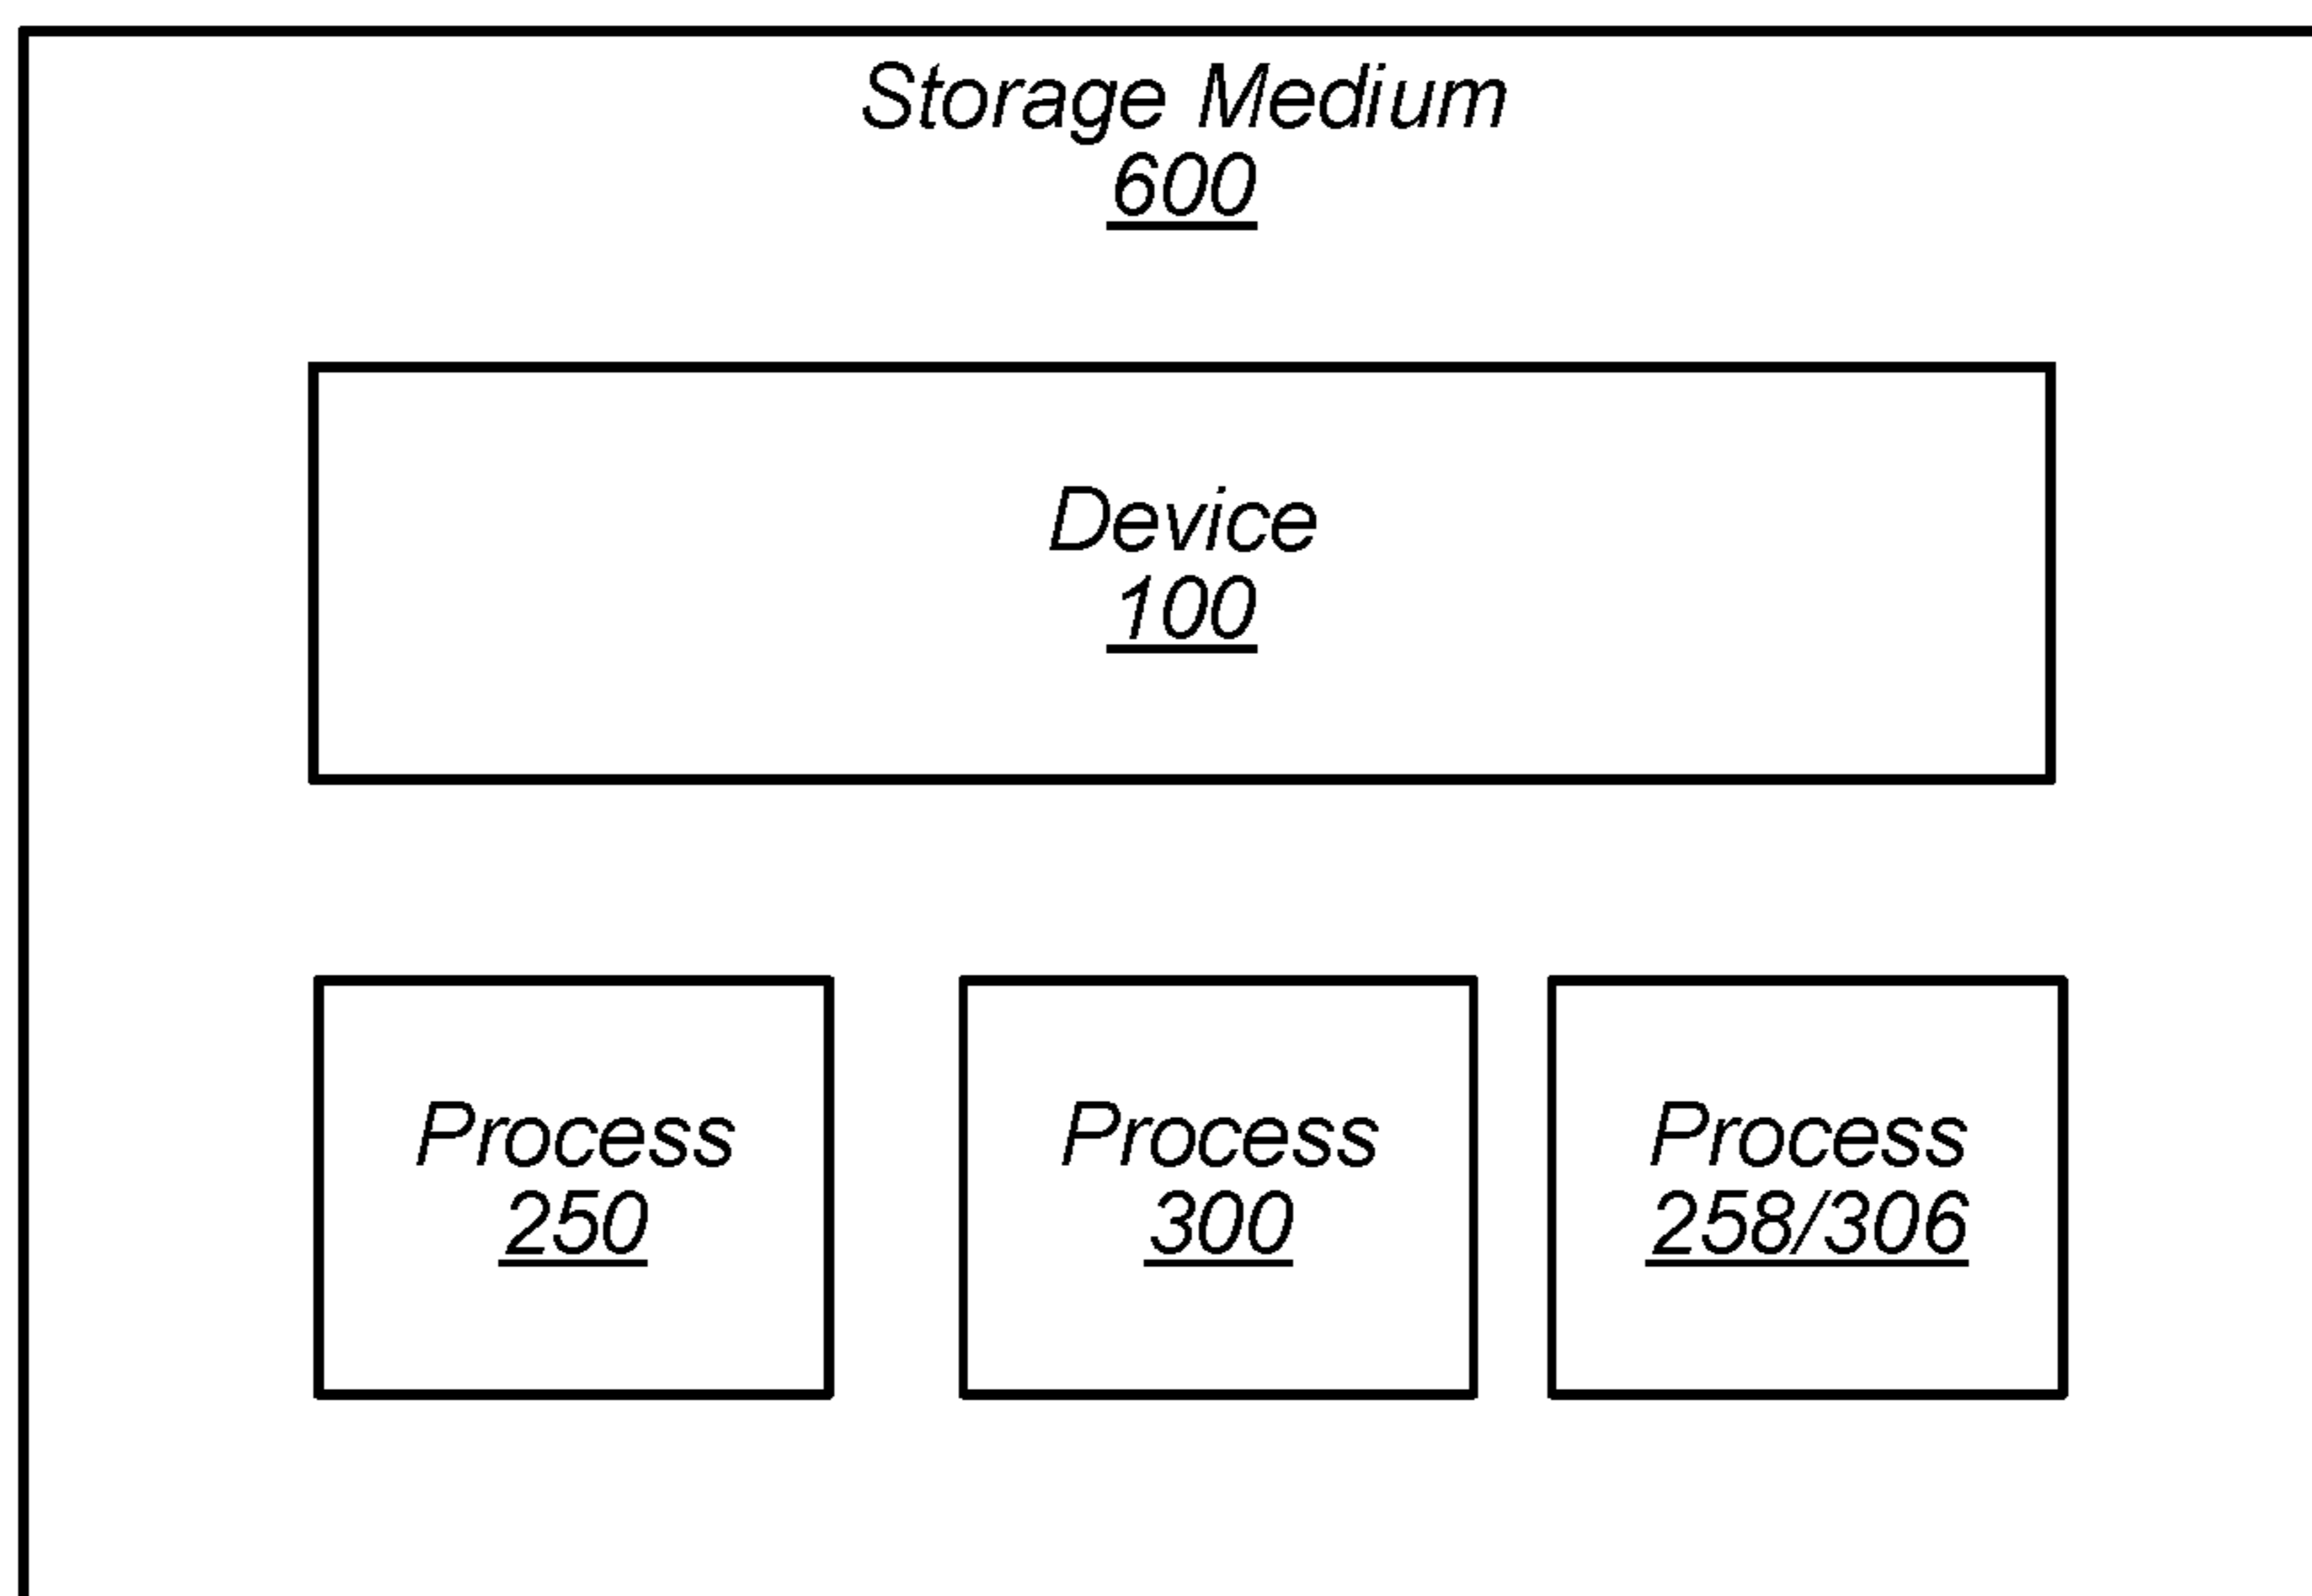 Storage Medium
600
Device
100
Process
250
Process
300
Process
258/306